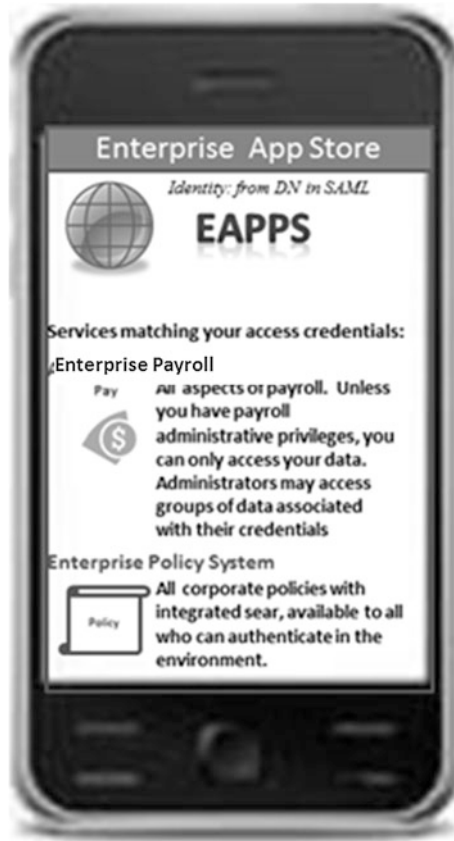 Enterprise App Store
Identity: from DN in SAML
EAPPS
Services matching your access credentials:
Enterprise Payroll
Pay
All aspects of payroll. Unless
you have payroll
administrative privileges, you
can only access your data.
Administrators may access
groups of data associated
with their credentials
$
Enterprise Policy System
All corporate policies with
integrated sear, available to all
who can authenticate in the
environment.
Policy